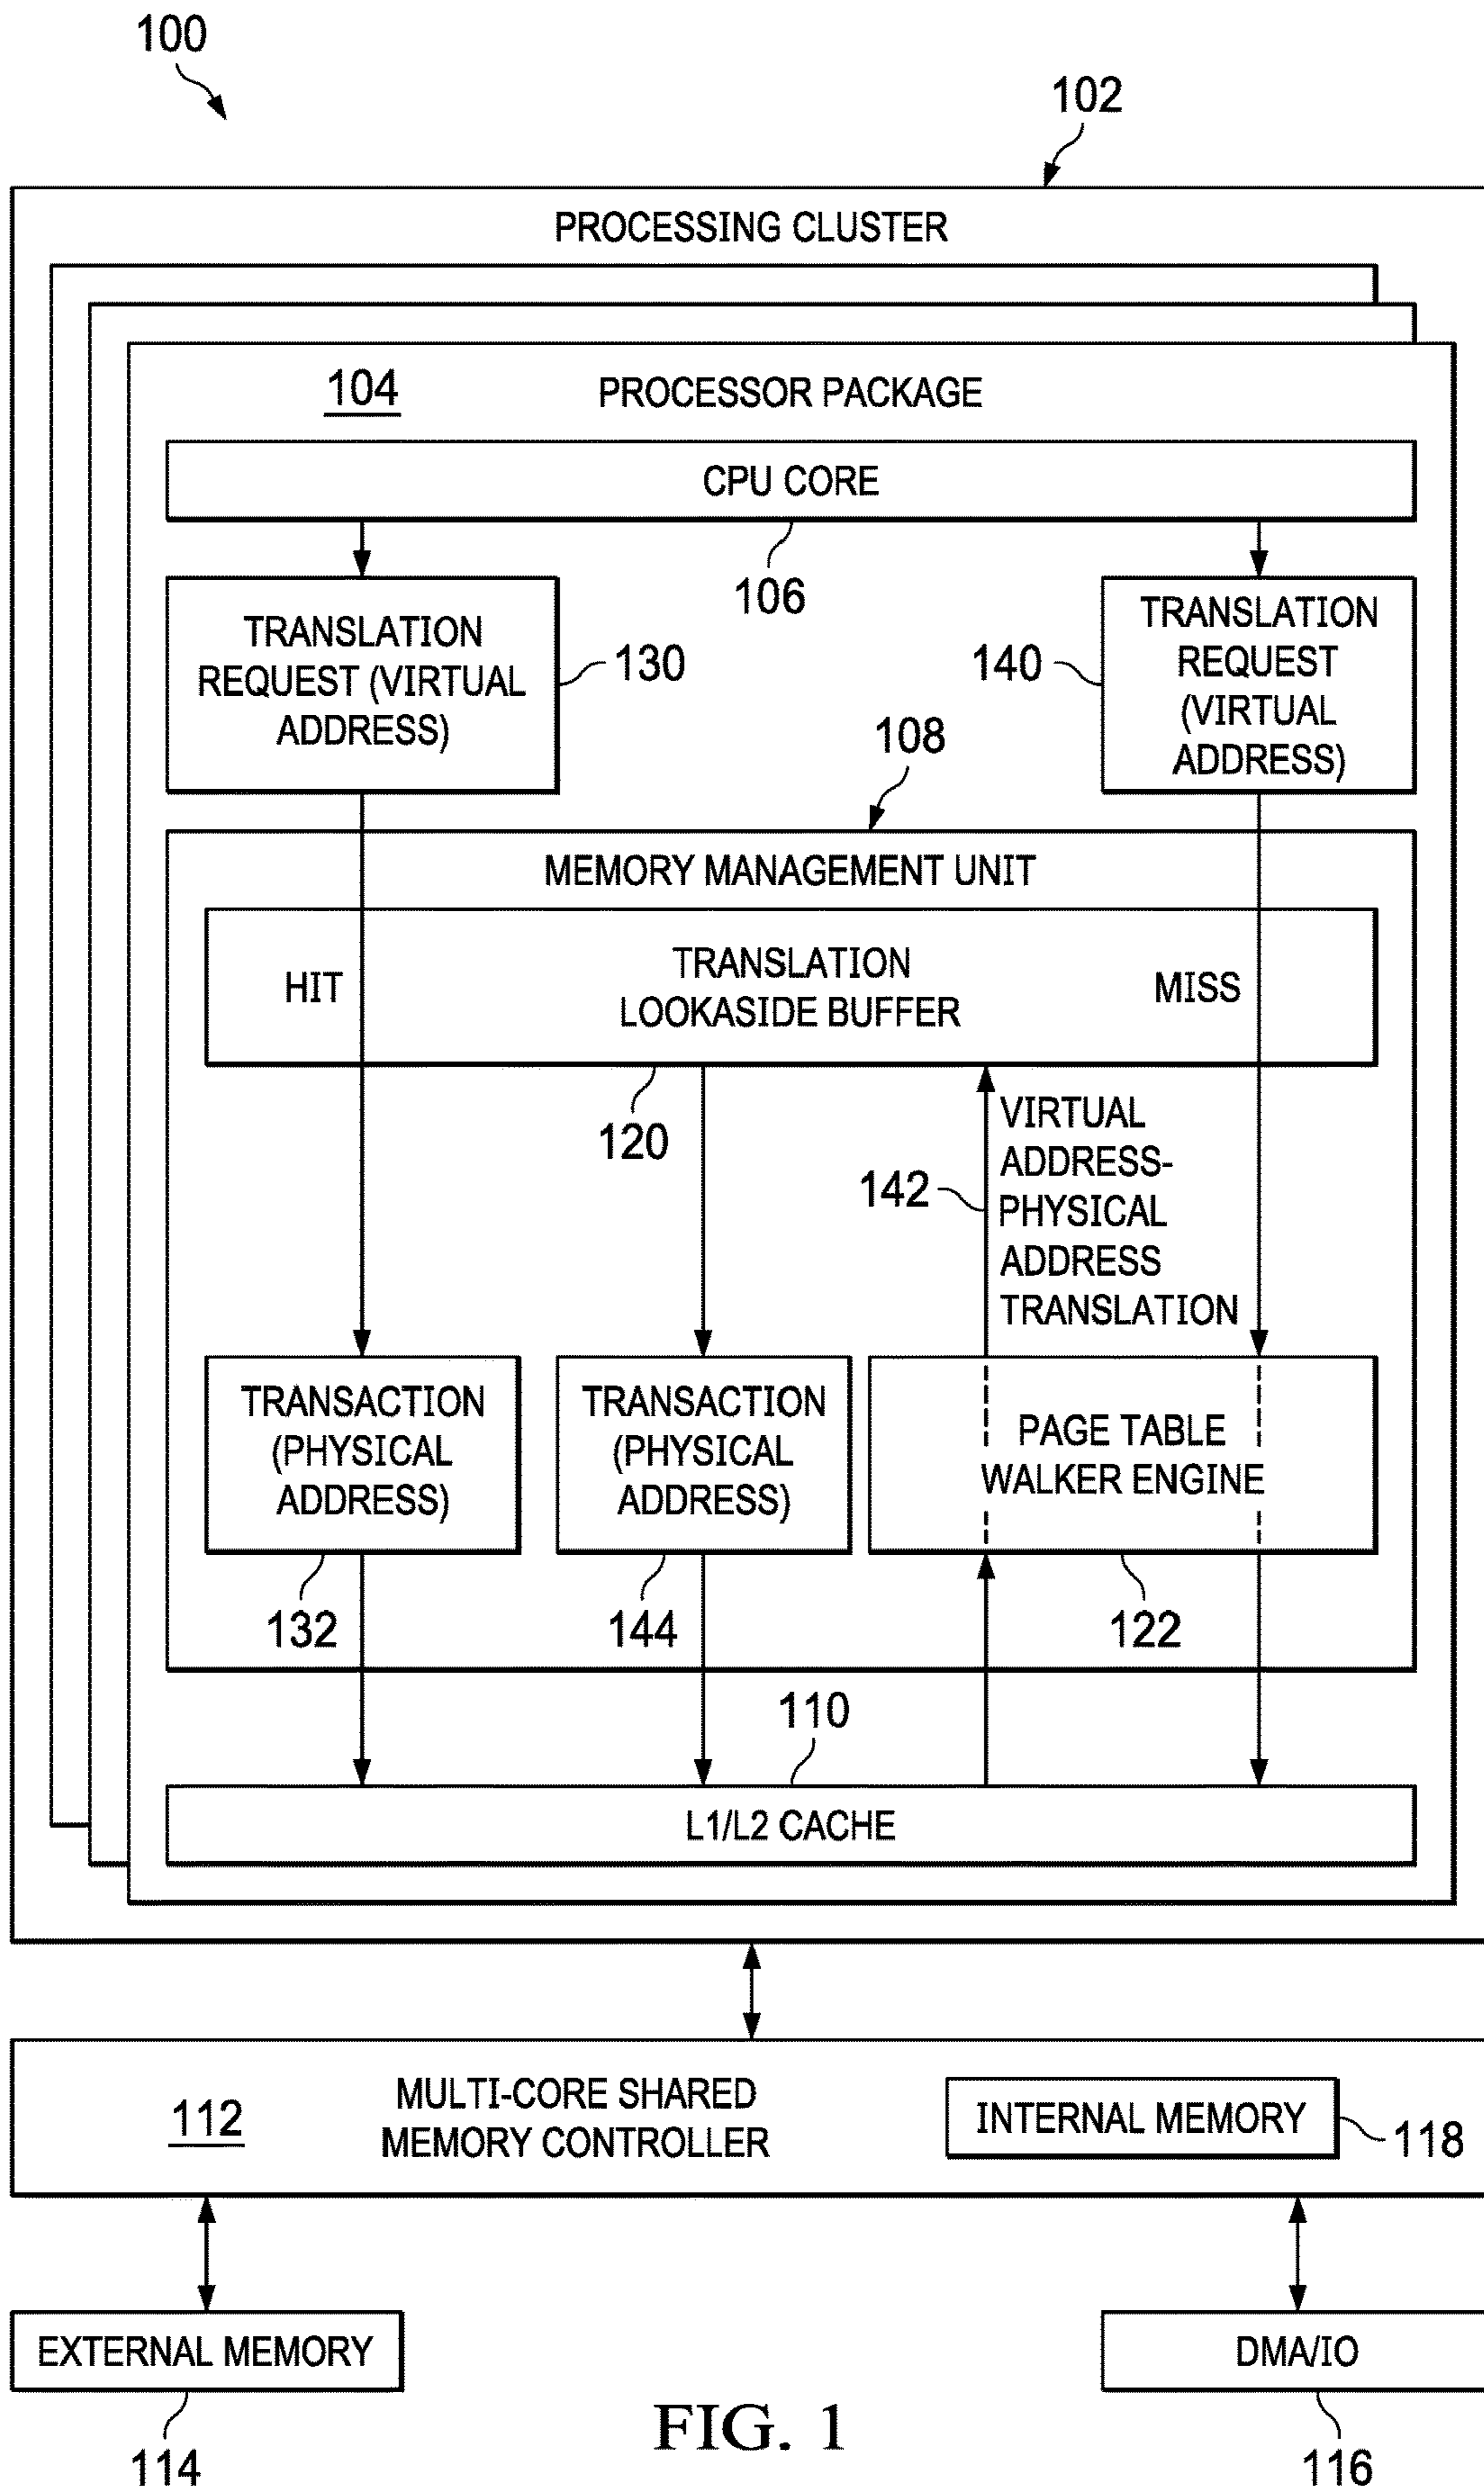 100
102
PROCESSING CLUSTER
104
PROCESSOR PACKAGE
CPU CORE
106
TRANSLATION
REQUEST (VIRTUAL
ADDRESS)
130
140
TRANSLATION
REQUEST
(VIRTUAL
ADDRESS)
108
MEMORY MANAGEMENT UNIT
HIT
TRANSLATION
LOOKASIDE BUFFER
MISS
120
142
VIRTUAL
ADDRESS-
PHYSICAL
ADDRESS
TRANSLATION
TRANSACTION
(PHYSICAL
ADDRESS)
TRANSACTION
(PHYSICAL
ADDRESS)
PAGE TABLE
WALKER ENGINE
132
144
122
110
L1/L2 CACHE
112
MULTI-CORE SHARED
MEMORY CONTROLLER
INTERNAL MEMORY
118
EXTERNAL MEMORY
DMA/IO
114
FIG. 1
116